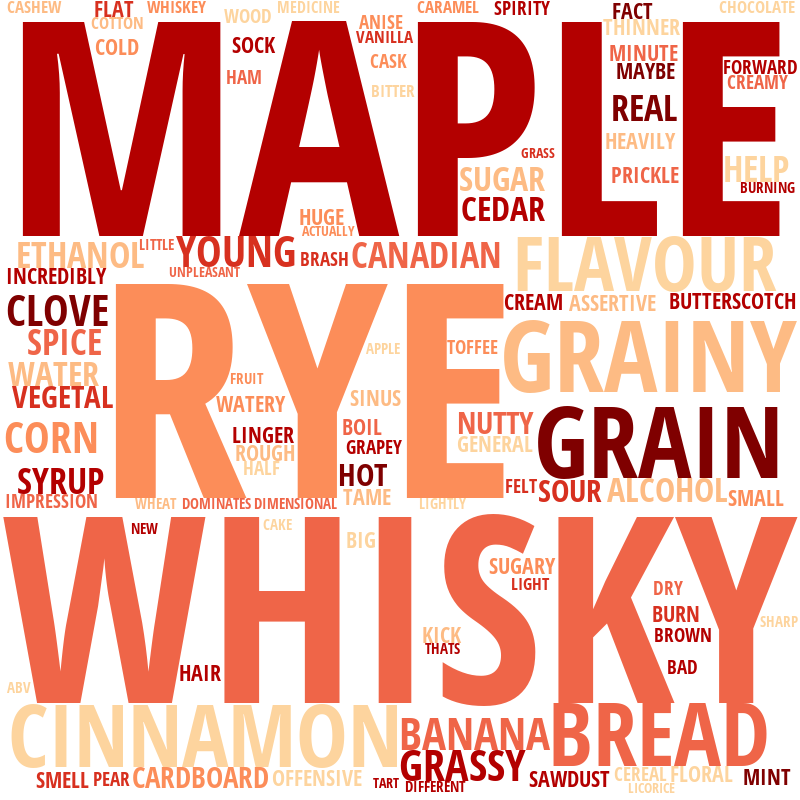 CASHEW
FLAT
COTTON
WHISKEY
WOOD
MEDICINE
ANISE
VANILLA
CARAMEL
SPIRITY
FACT
THINNER
CHOCOLATE
COLD
SOCK
HAM
CASK
BITTER
MINUTE
MAYBE
FORWARD
CREAMY
REAL
HEAVILY
MAPLE
GRASS
SUGAR
CEDAR
PRICKLE
HELP
BURNING
HUGE
ACTUALLY
ETHANOL
LITTLE
YOUNG
UNPLEASANT
BRASH
CANADIAN
FLAVOUR
INCREDIBLY
CREAM
ASSERTIVE
BUTTERSCOTCH
CLOVE
SPICE
WATER
VEGETAL
RYE
APPLE
TOFFEE
GRAINY
FRUIT
WATERY
SINUS
CORN
LINGER
ROUGH
HALF
BOIL
GRAPEY
NUTTY
GENERAL
GRAIN
SYRUP
HOT
TAME
FELT
SOUR
ALCOHOL
SMALL
IMPRESSION
WHEAT
DOMINATES
DIMENSIONAL
LIGHTLY
NEW
CAKE
BIG
SUGARY
LIGHT
WHISKY
DRY
BURN
BROWN
SHARP
KICK
THATS
BAD
HAIR
ABV
CINNAMON
BANANA
BREAD
GRASSY
SMELL
PEAR
CARDBOARD
OFFENSIVE
TART
DIFFERENT
SAWDUST
CEREAL
FLORAL
LICORICE
MINT